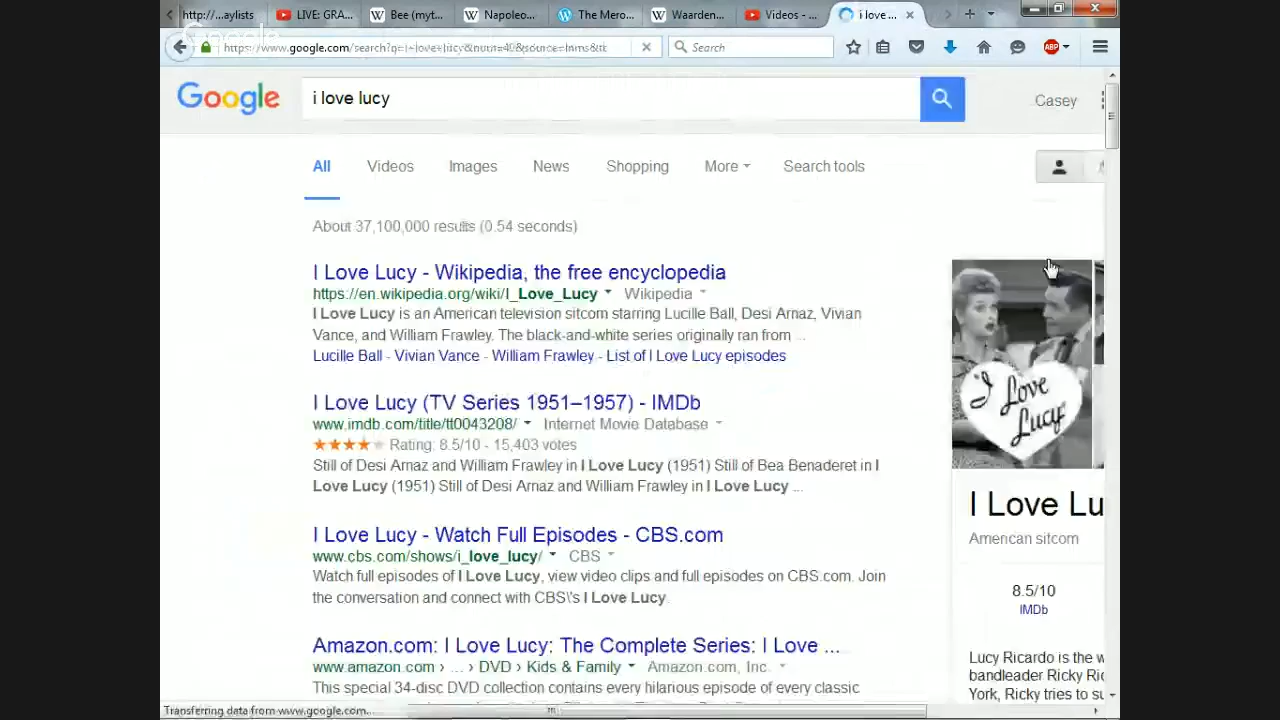 http://...aylists
LIVE: GRA...
Bee (myt...
Napoleo...
The Mero...
Waarden...
Videos - ...
i love ...
Google
Search
ABP
Google
i love lucy
Casey
All
Videos
Images
News
Shopping
More
Search tools
About 37,100,000 results (0.54 seconds)
I Love Lucy - Wikipedia, the free encyclopedia
https://en.wikipedia.org/wiki/I_Love_Lucy Wikipedia
I Love Lucy is an American television sitcom starring Lucille Ball, Desi Arnaz, Vivian
Vance, and William Frawley. The black-and-white series originally ran from ...
Lucille Ball - Vivian Vance - William Frawley - List of I Love Lucy episodes
I Love Lucy (TV Series 1951–1957) - IMDb
www.imdb.com/title/tt0043208/ Internet Movie Database
Rating: 8.5/10 - 15,403 votes
Still of Desi Arnaz and William Frawley in I Love Lucy (1951) Still of Bea Benaderet in I
Love Lucy (1951) Still of Desi Arnaz and William Frawley in I Love Lucy ...
I Love Lucy - Watch Full Episodes - CBS.com
www.cbs.com/shows/i_love_lucy/ CBS
Watch full episodes of I Love Lucy, view video clips and full episodes on CBS.com. Join
the conversation and connect with CBS\'s I Love Lucy.
Amazon.com: I Love Lucy: The Complete Series: I Love ...
www.amazon.com › ... › DVD › Kids & Family Amazon.com, Inc.
This special 34-disc DVD collection contains every hilarious episode of every classic
I Love
Lucy
I Love Lu
American sitcom
8.5/10
IMDb
Lucy Ricardo is the w
bandleader Ricky Ric
York, Ricky tries to su
Transferring data from www.google.com...